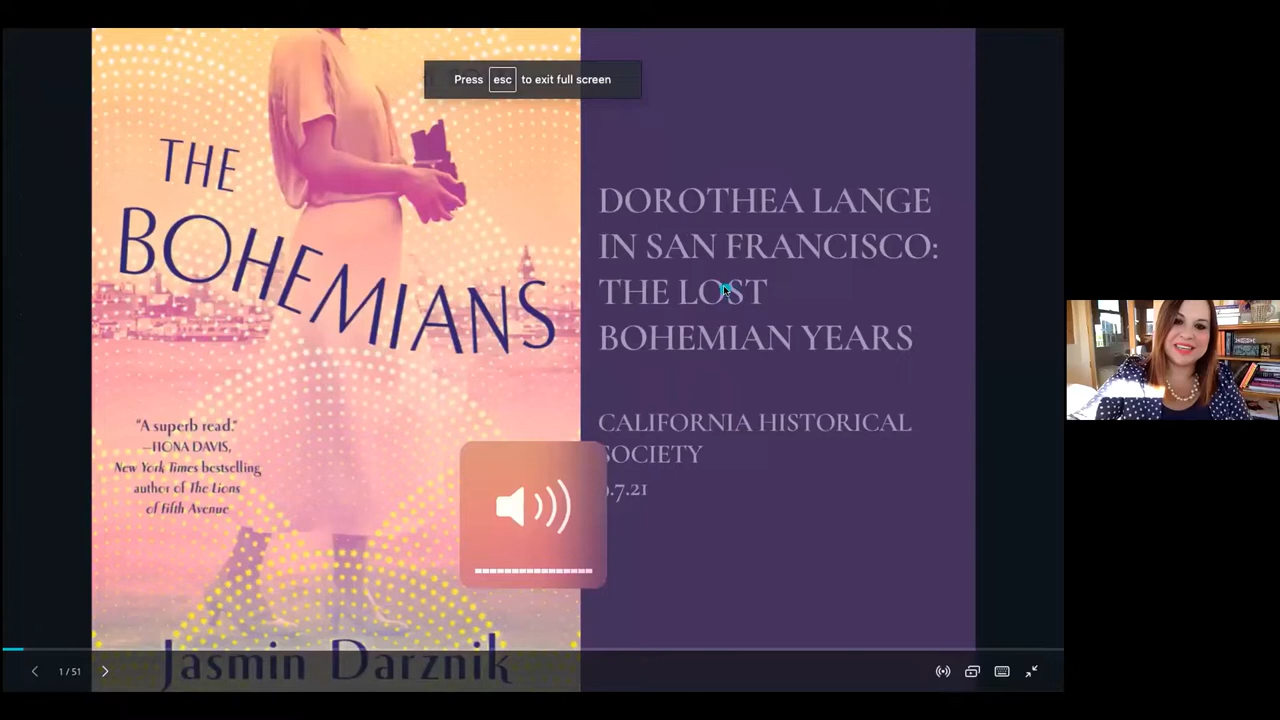 Press esc to exit full screen
THE
BOHEMIANS
"A superb read."
—FIONA DAVIS,
New York Times bestselling
author of The Lions
of Fifth Avenue
Jasmin Darznik
DOROTHEA LANGE
IN SAN FRANCISCO:
THE LOST
BOHEMIAN YEARS
CALIFORNIA HISTORICAL
SOCIETY
.7.21
1 / 51